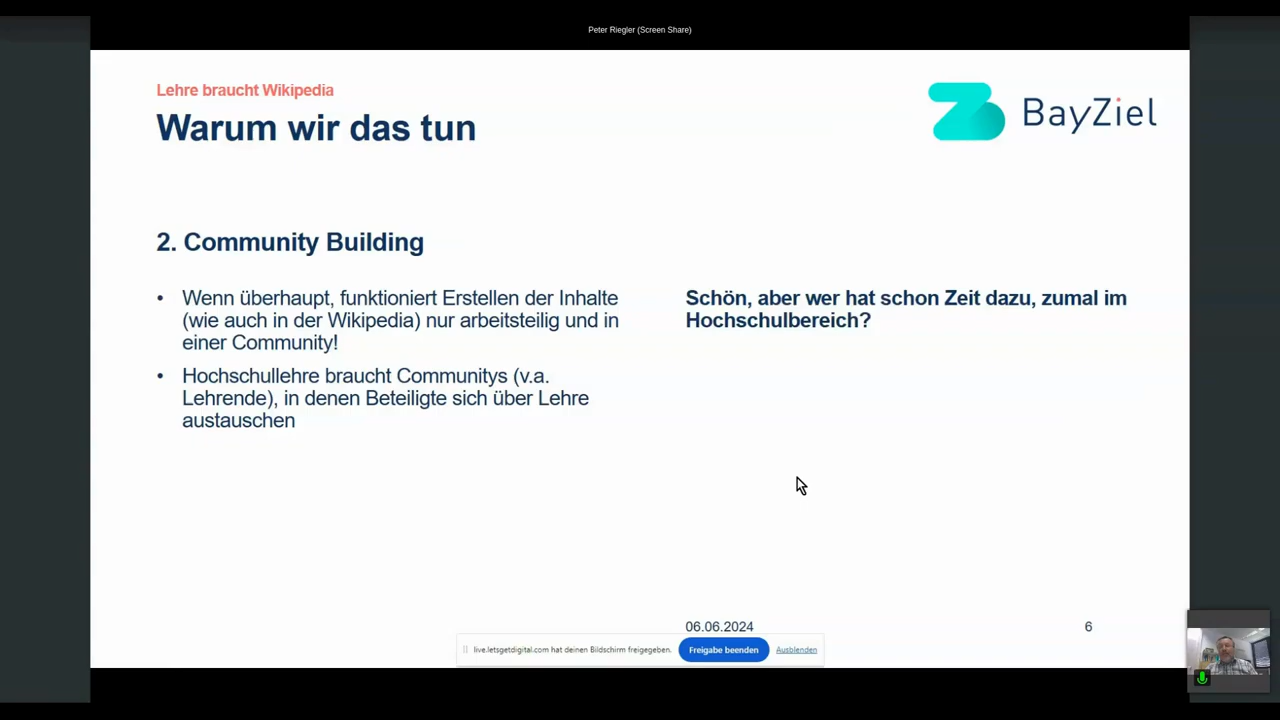 Peter Riegler (Screen Share)
Lehre braucht Wikipedia
Warum wir das tun
BayZiel
2. Community Building
• Wenn überhaupt, funktioniert Erstellen der Inhalte
(wie auch in der Wikipedia) nur arbeitsteilig und in
einer Community!
• Hochschullehre braucht Communitys (v.a.
Lehrende), in denen Beteiligte sich über Lehre
austauschen
Schön, aber wer hat schon Zeit dazu, zumal im
Hochschulbereich?
06.06.2024
6
live.letsgetdigital.com hat deinen Bildschirm freigegeben.
Freigabe beenden
Ausblenden